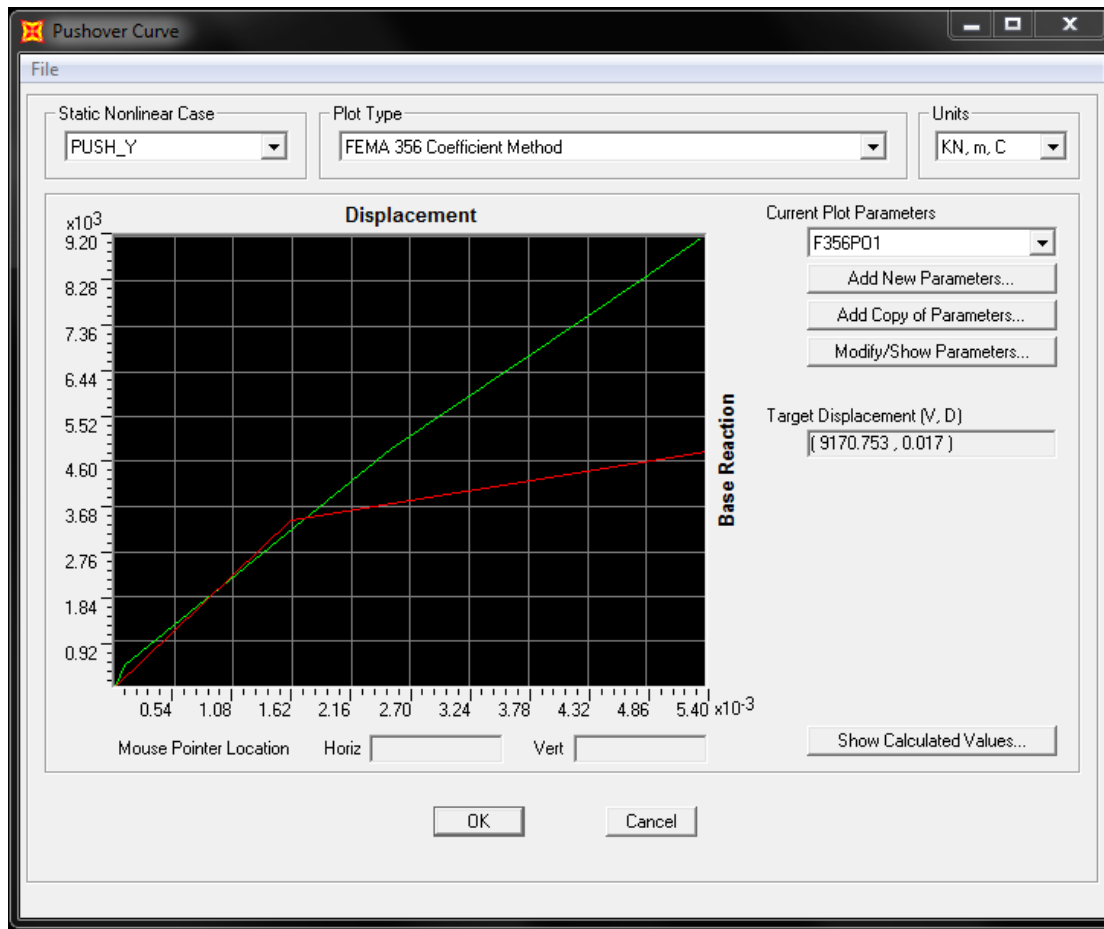 Pushover Curve
File
Static Nonlinear Case
PUSH_Y
Plot Type
FEMA 356 Coefficient Method
Units
KN, m, C
Displacement
x10 3
9.20
8.28
7.36
6.44
5.52
4.60
3.68
2.76
1.84
0.92
0.54 1.08 1.62 2.16 2.70 3.24 3.78 4.32 4.86 5.40 x10 -3
Base Reaction
Mouse Pointer Location Horiz Vert
Current Plot Parameters
F356PO1
Add New Parameters...
Add Copy of Parameters...
Modify/Show Parameters...
Target Displacement (V, D)
( 9170.753 , 0.017 )
Show Calculated Values...
OK
Cancel